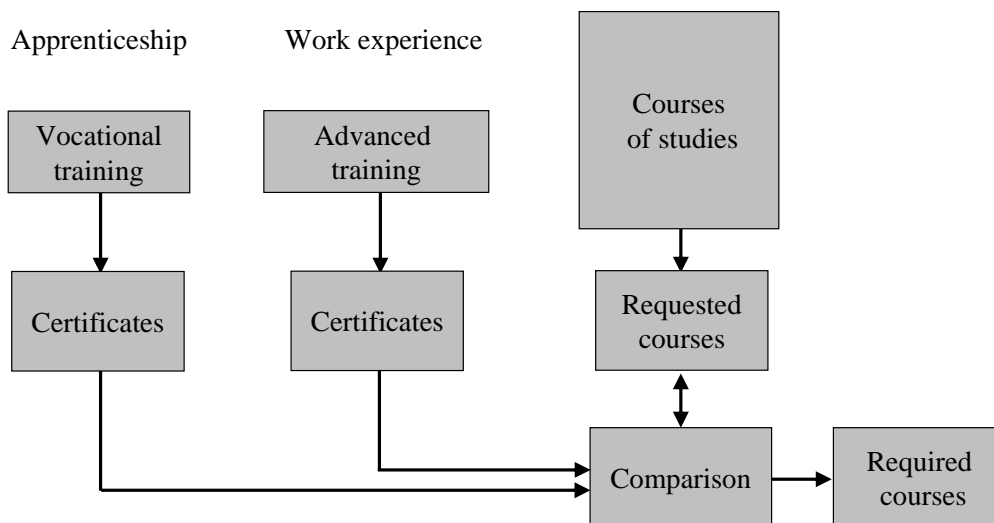 Apprenticeship
Work experience
Courses
of studies
Vocational
training
Advanced
training
Certificates
Certificates
Requested
courses
Comparison
Required
courses